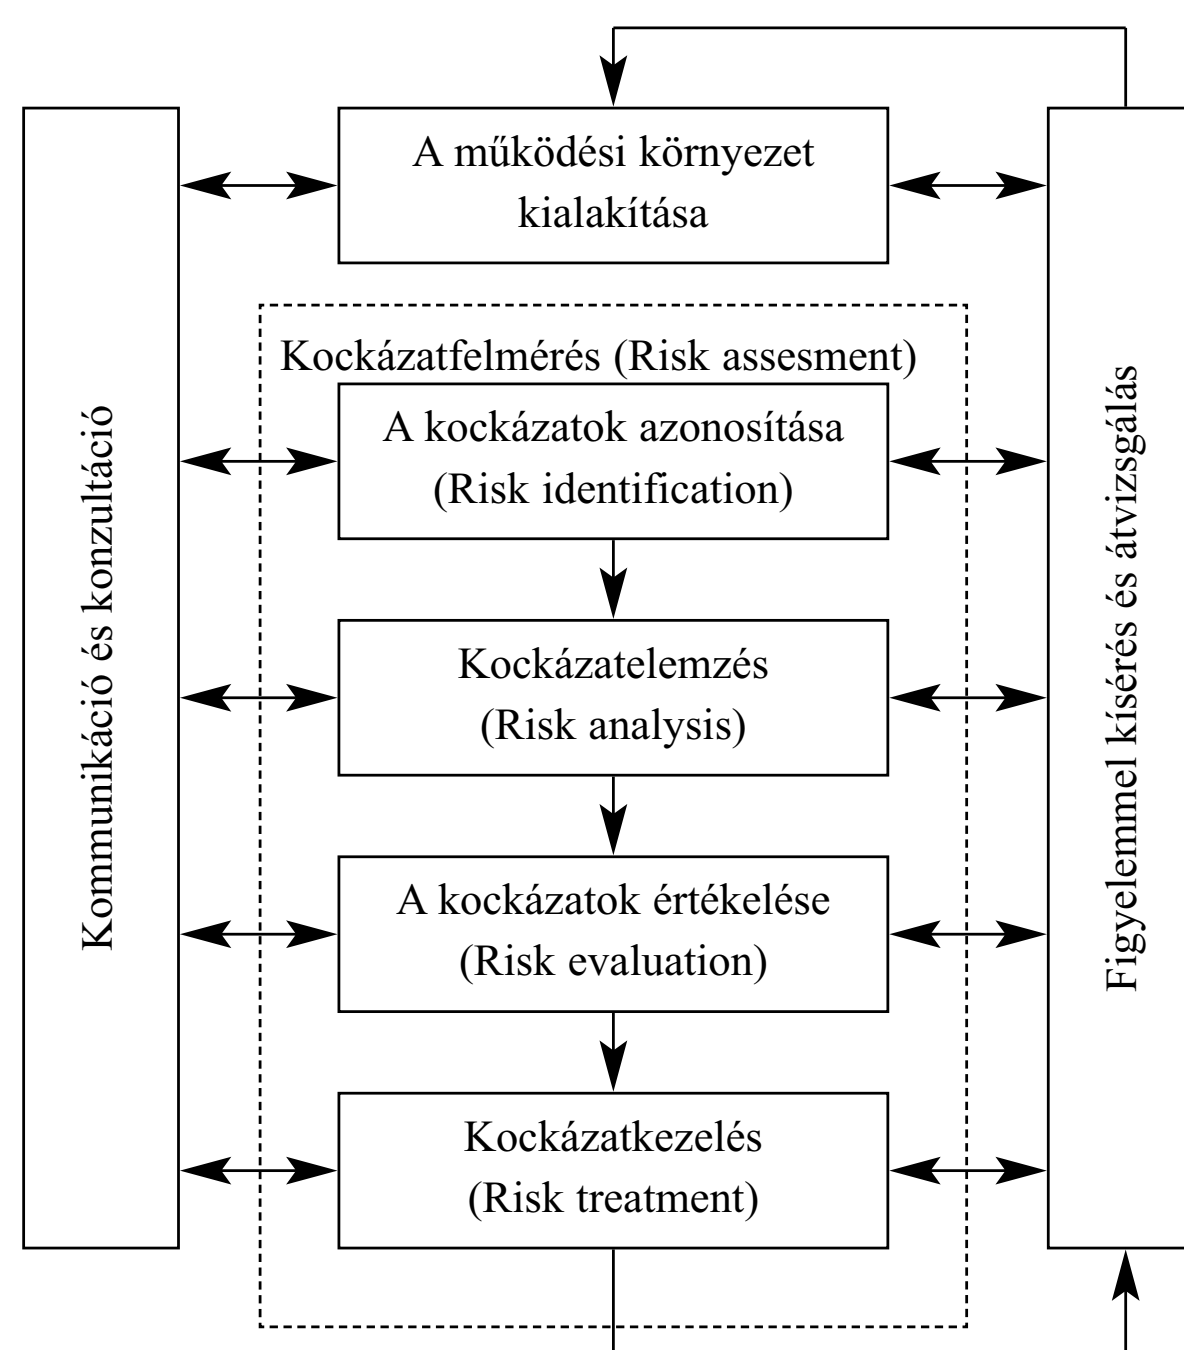 A működési környezet
kialakítása
Kockázatfelmérés (Risk assesment)
A kockázatok azonosítása
(Risk identification)
Kockázatelemzés
(Risk analysis)
A kockázatok értékelése
(Risk evaluation)
Kockázatkezelés
(Risk treatment)
Kommunikáció és konzultáció
Figyelemmel kísérés és átvizsgálás